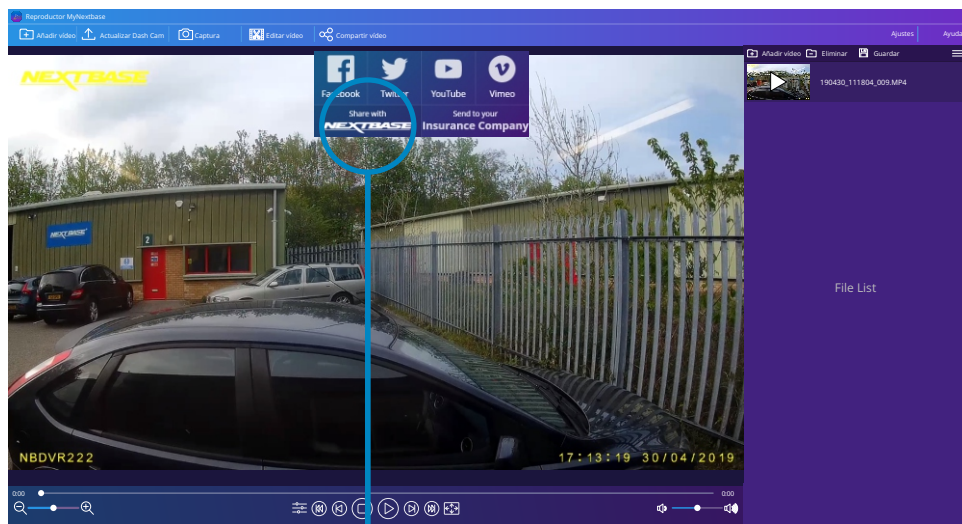 Reproductor MyNextbase
Añadir vídeo Actualizar Dash Cam Captura Editar vídeo Compartir vídeo Ajustes Ayuda
Añadir vídeo Eliminar Guardar
190430_111804_009.MP4
NEXTBASE
Facebook Twitter YouTube Vimeo
Share with
NEXTBASE
Send to your
Insurance Company
NEXTBASE
2
File List
NBDVR222 17:13:19 30/04/2019
0:00 0:00